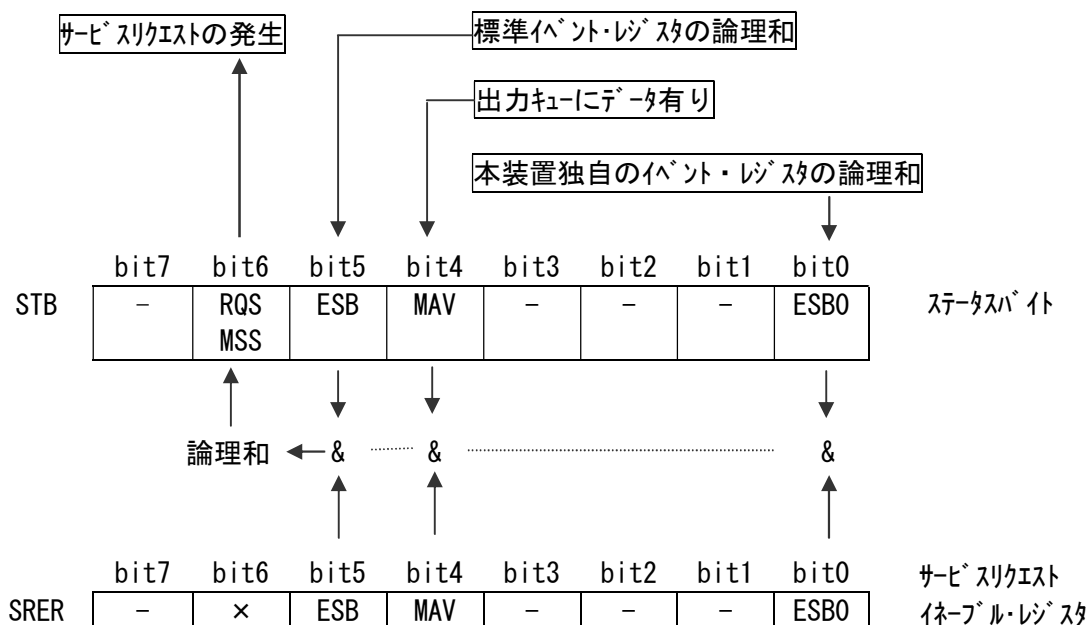 サービスリクエストの発生
標準イベント・レジスタの論理和
出力キューにデータ有り
本装置独自のイベント・レジスタの論理和
bit7 bit6 bit5 bit4 bit3 bit2 bit1 bit0
STB － RQS ESB MAV － － － ESB0 ステータスバイト
MSS
論理和 & & &
bit7 bit6 bit5 bit4 bit3 bit2 bit1 bit0 サービスリクエスト
SRER － × ESB MAV － － － ESB0 イネーブル・レジスタ